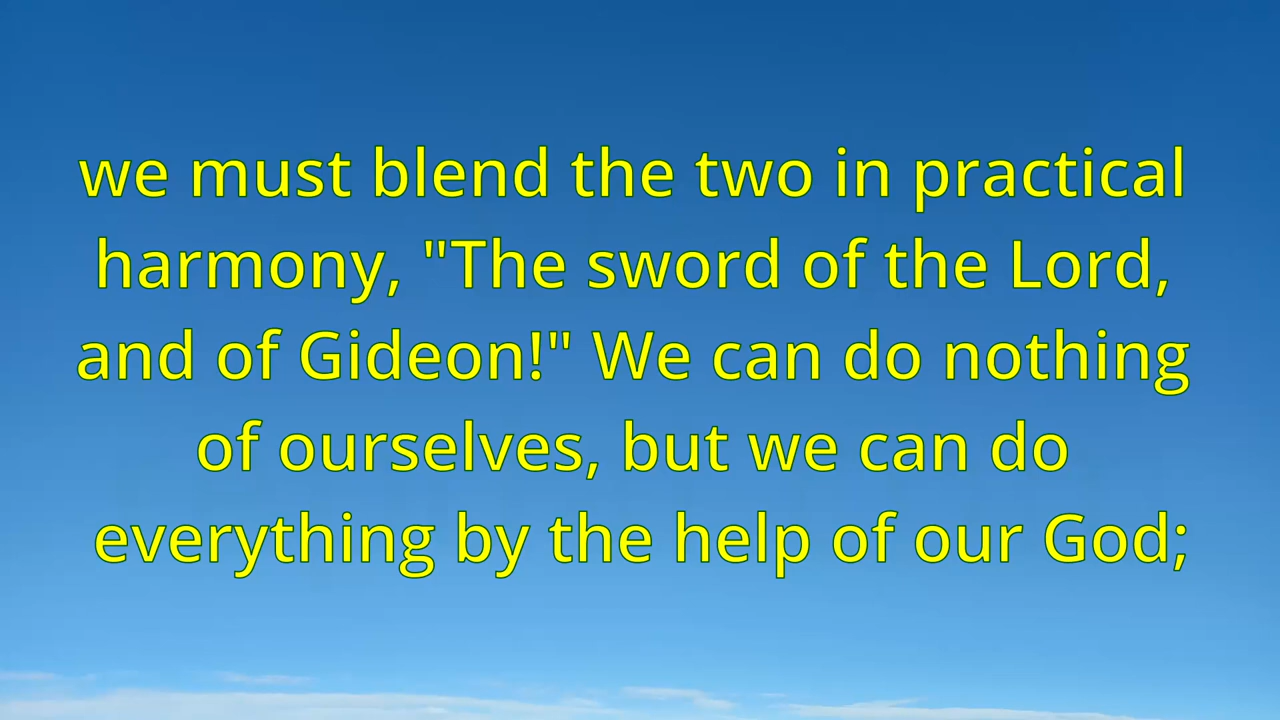 we must blend the two in practical
harmony, "The sword of the Lord,
and of Gideon!" We can do nothing
of ourselves, but we can do
everything by the help of our God;